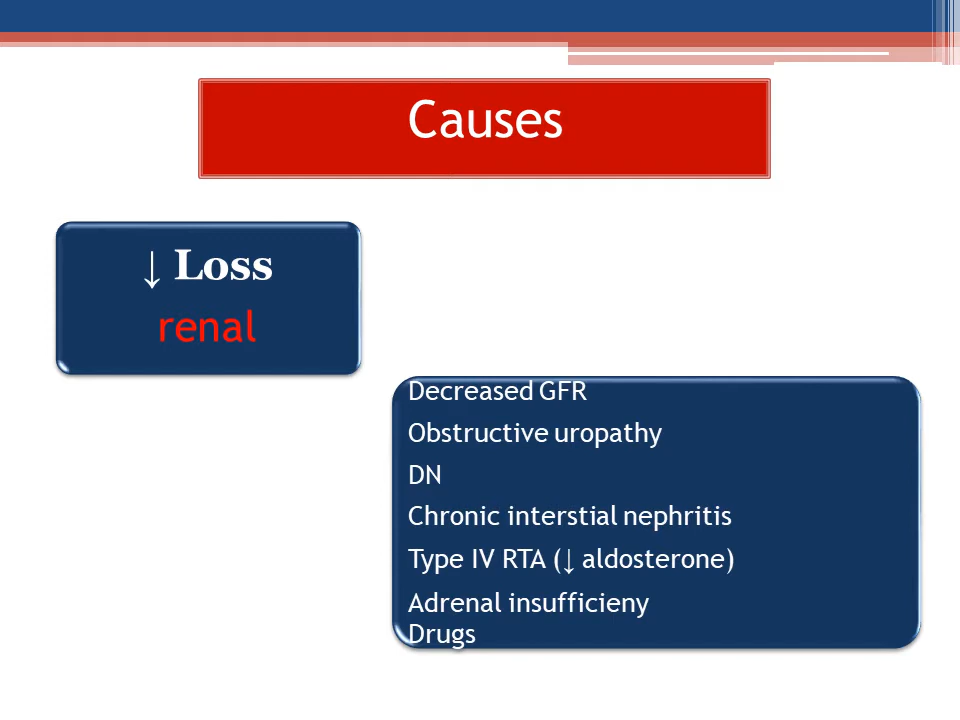 Causes
↓ Loss
renal
Decreased GFR
Obstructive uropathy
DN
Chronic interstial nephritis
Type IV RTA (↓ aldosterone)
Adrenal insufficieny
Drugs